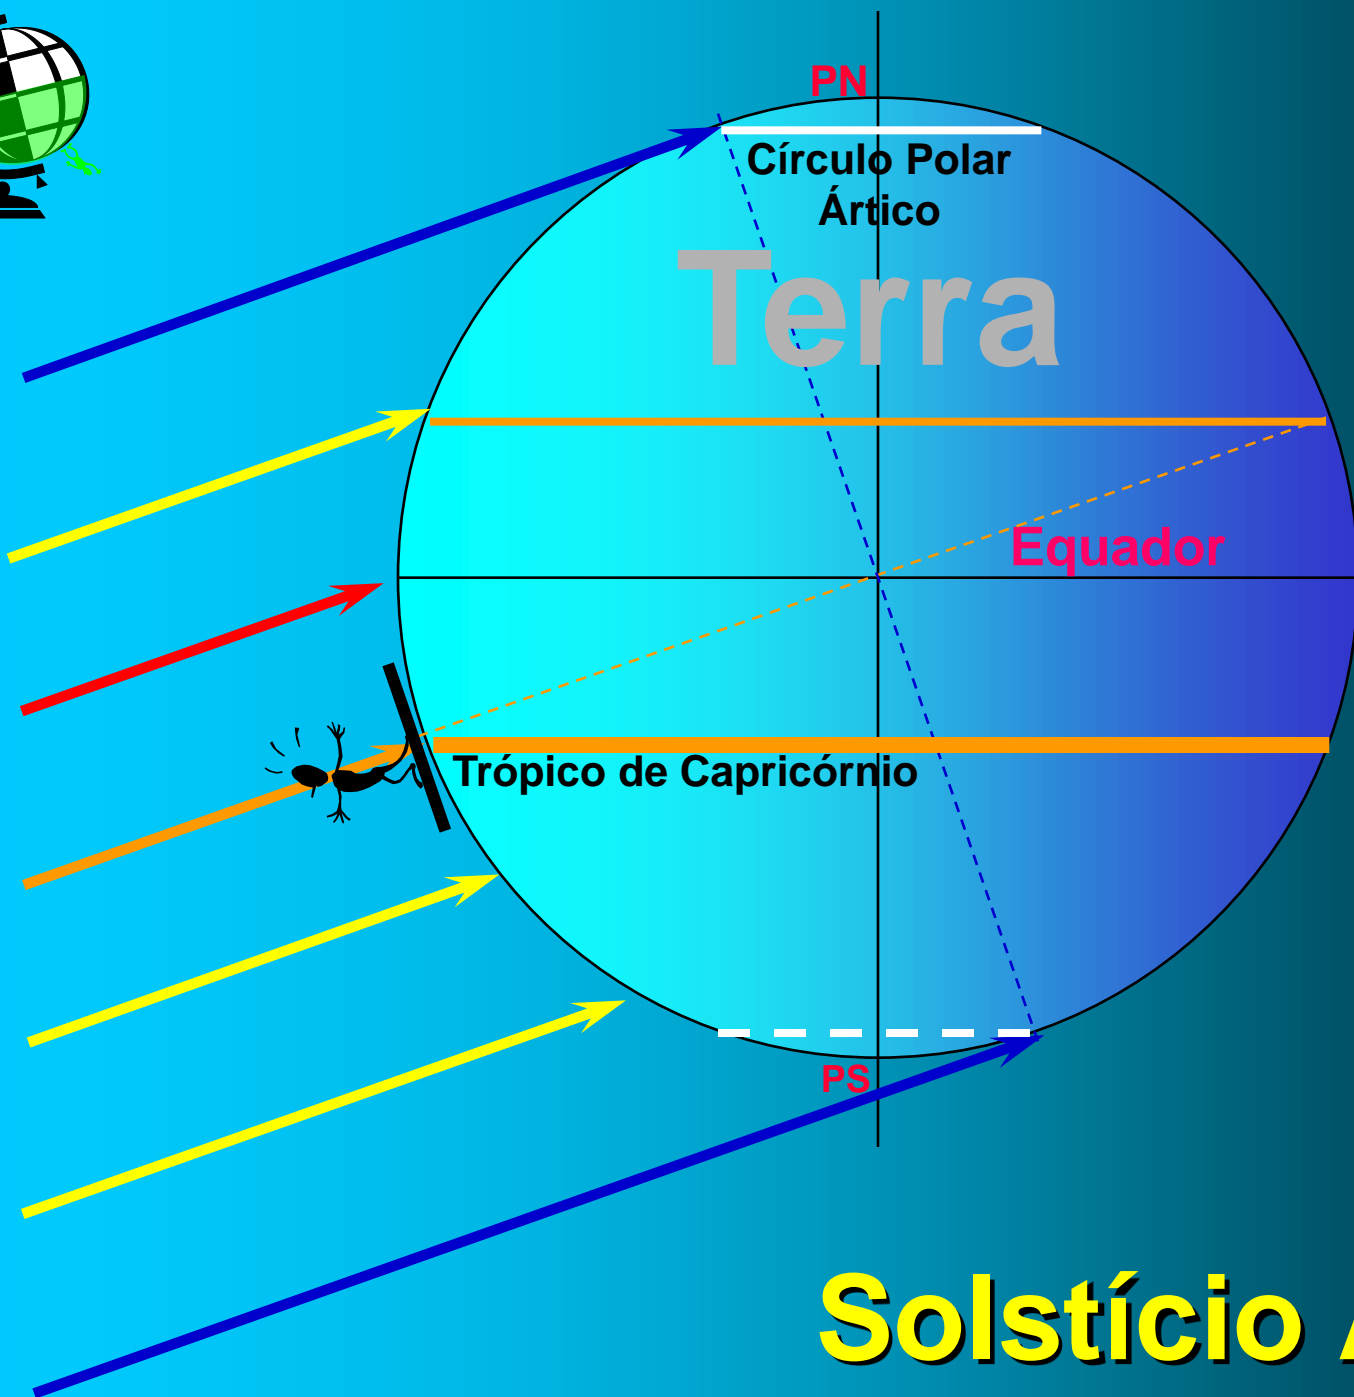 PN
Círculo Polar
Ártico
Terra
Equador
Trópico de Capricórnio
PS
Solstício